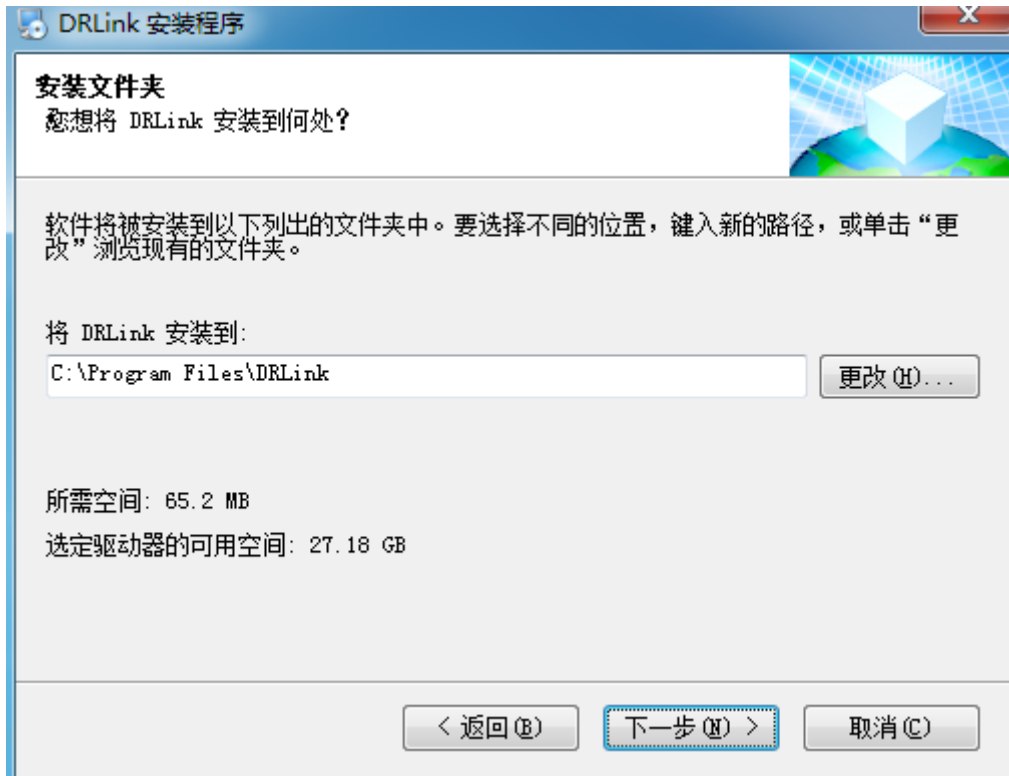 DRLink 安装程序
安装文件夹
您想将 DRLink 安装到何处?
软件将被安装到以下列出的文件夹中。要选择不同的位置，键入新的路径，或单击“更
改”浏览现有的文件夹。
将 DRLink 安装到:
C:\Program Files\DRLink
更改(H)...
所需空间: 65.2 MB
选定驱动器的可用空间: 27.18 GB
< 返回(B)
下一步(N) >
取消(C)